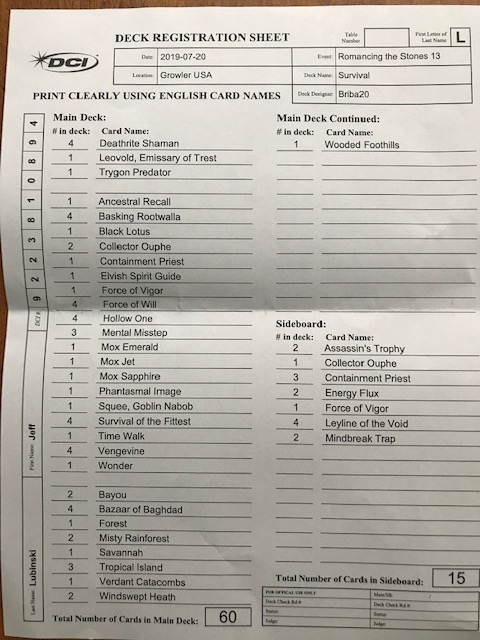 DECK REGISTRATION SHEET
Table Number
First Letter of Last Name L
DCI
Date: 2019-07-20
Event: Romancing the Stones 13
Location: Growler USA
Deck Name: Survival
Deck Designer: Briba20
PRINT CLEARLY USING ENGLISH CARD NAMES
Main Deck:
# in deck: Card Name:
4 Deathrite Shaman
1 Leovold, Emissary of Trest
1 Trygon Predator
1 Ancestral Recall
4 Basking Rootwalla
1 Black Lotus
2 Collector Ouphe
1 Containment Priest
1 Elvish Spirit Guide
1 Force of Vigor
4 Force of Will
4 Hollow One
3 Mental Misstep
1 Mox Emerald
1 Mox Jet
1 Mox Sapphire
1 Phantasmal Image
1 Squee, Goblin Nabob
4 Survival of the Fittest
1 Time Walk
4 Vengevine
1 Wonder
2 Bayou
4 Bazaar of Baghdad
1 Forest
2 Misty Rainforest
1 Savannah
3 Tropical Island
1 Verdant Catacombs
2 Windswept Heath
Total Number of Cards in Main Deck: 60
Main Deck Continued:
# in deck: Card Name:
1 Wooded Foothills
Sideboard:
# in deck: Card Name:
2 Assassin's Trophy
1 Collector Ouphe
3 Containment Priest
2 Energy Flux
1 Force of Vigor
4 Leyline of the Void
2 Mindbreak Trap
Total Number of Cards in Sideboard: 15
FOR OFFICIAL USE ONLY
Main/SB:
Deck Check Rd #:
Deck Check Rd #:
Status:
Status:
Judge:
Judge:
DCI #: 9 2 2 3 8 1 0 8 9 4
First Name: Jeff
Last Name: Lubinski